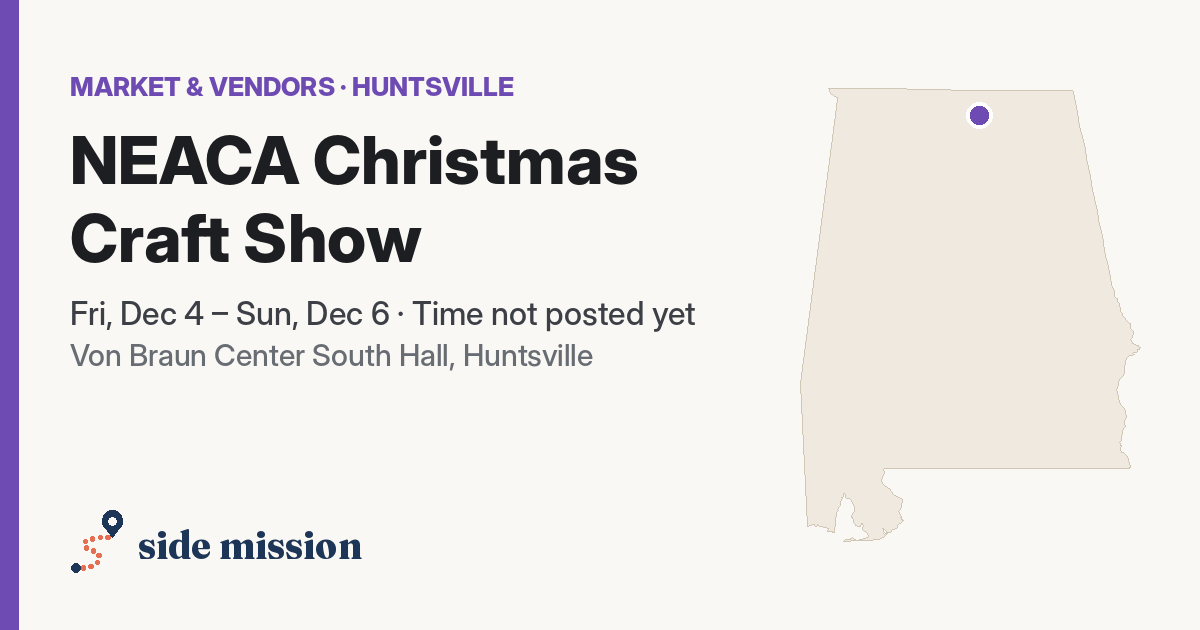 MARKET & VENDORS · HUNTSVILLE
NEACA Christmas
Craft Show
Fri, Dec 4 – Sun, Dec 6 · Time not posted yet
Von Braun Center South Hall, Huntsville
side mission